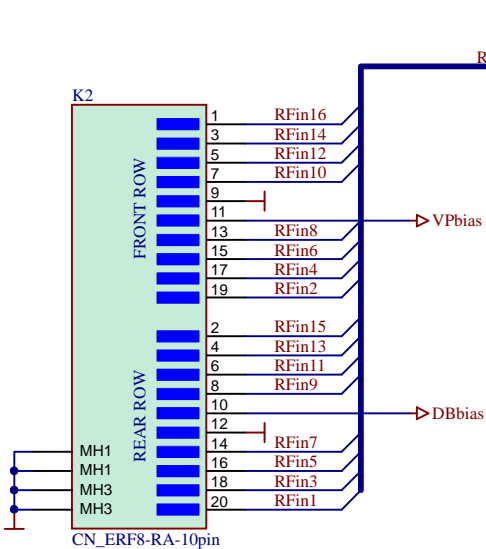 R
K2
FRONT ROW
1 RFin16
3 RFin14
5 RFin12
7 RFin10
9
11 VPbias
13 RFin8
15 RFin6
17 RFin4
19 RFin2
REAR ROW
2 RFin15
4 RFin13
6 RFin11
8 RFin9
10 DBbias
12
MH1 14 RFin7
MH1 16 RFin5
MH3 18 RFin3
MH3 20 RFin1
CN_ERF8-RA-10pin